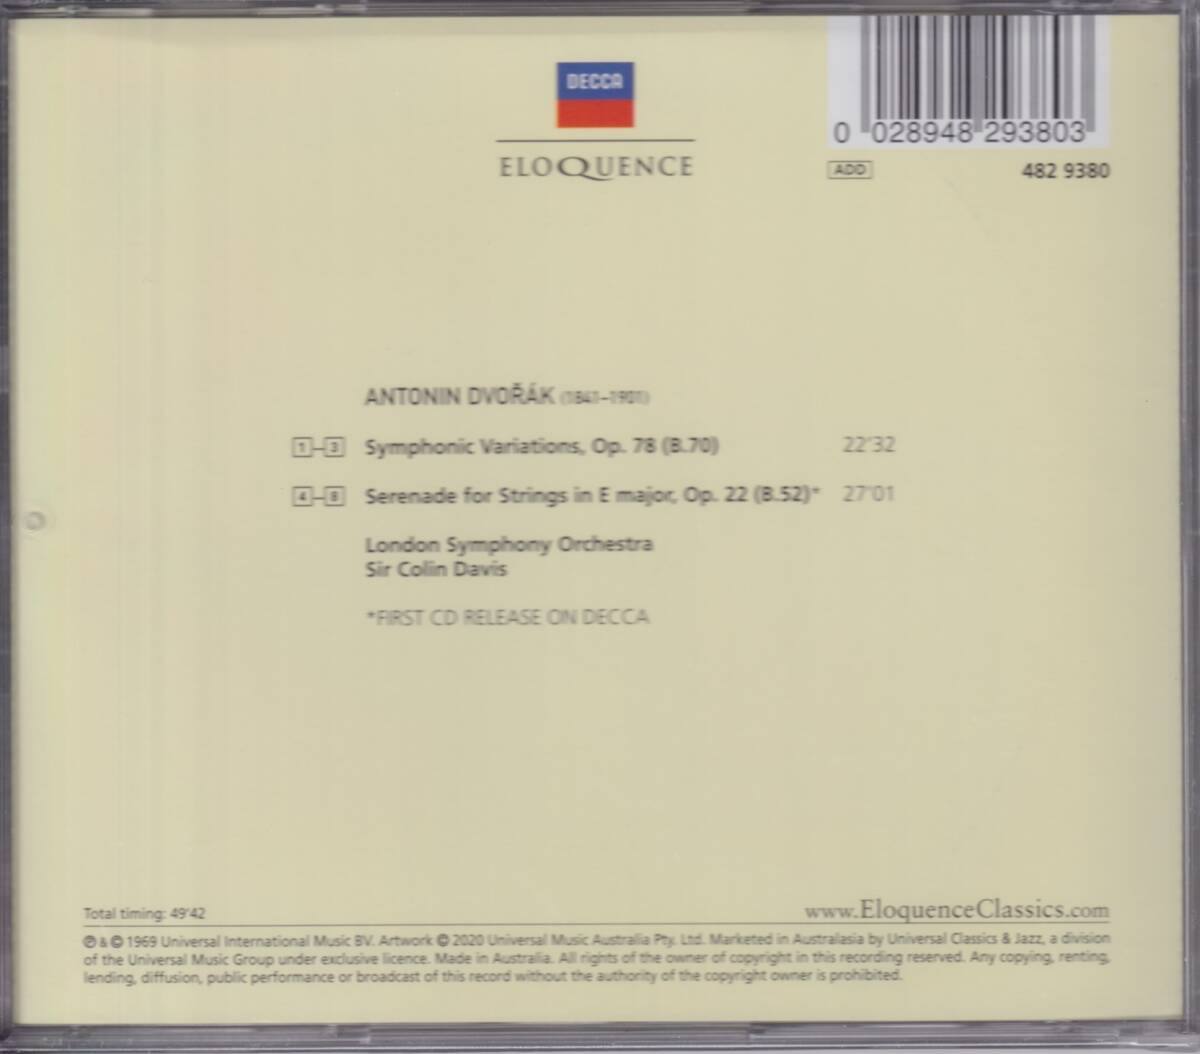 DECCA
ELOQUENCE
0 028948 293803
ADD
482 9380
ANTONIN DVOŘÁK (1841–1901)
1–3 Symphonic Variations, Op. 78 (B.70) 22'32
4–8 Serenade for Strings in E major, Op. 22 (B.52)* 27'01
London Symphony Orchestra
Sir Colin Davis
*FIRST CD RELEASE ON DECCA
Total timing: 49'42
www.EloquenceClassics.com
℗ & © 1969 Universal International Music BV. Artwork © 2020 Universal Music Australia Pty. Ltd. Marketed in Australasia by Universal Classics & Jazz, a division
of the Universal Music Group under exclusive licence. Made in Australia. All rights of the owner of copyright in this recording reserved. Any copying, renting,
lending, diffusion, public performance or broadcast of this record without the authority of the copyright owner is prohibited.